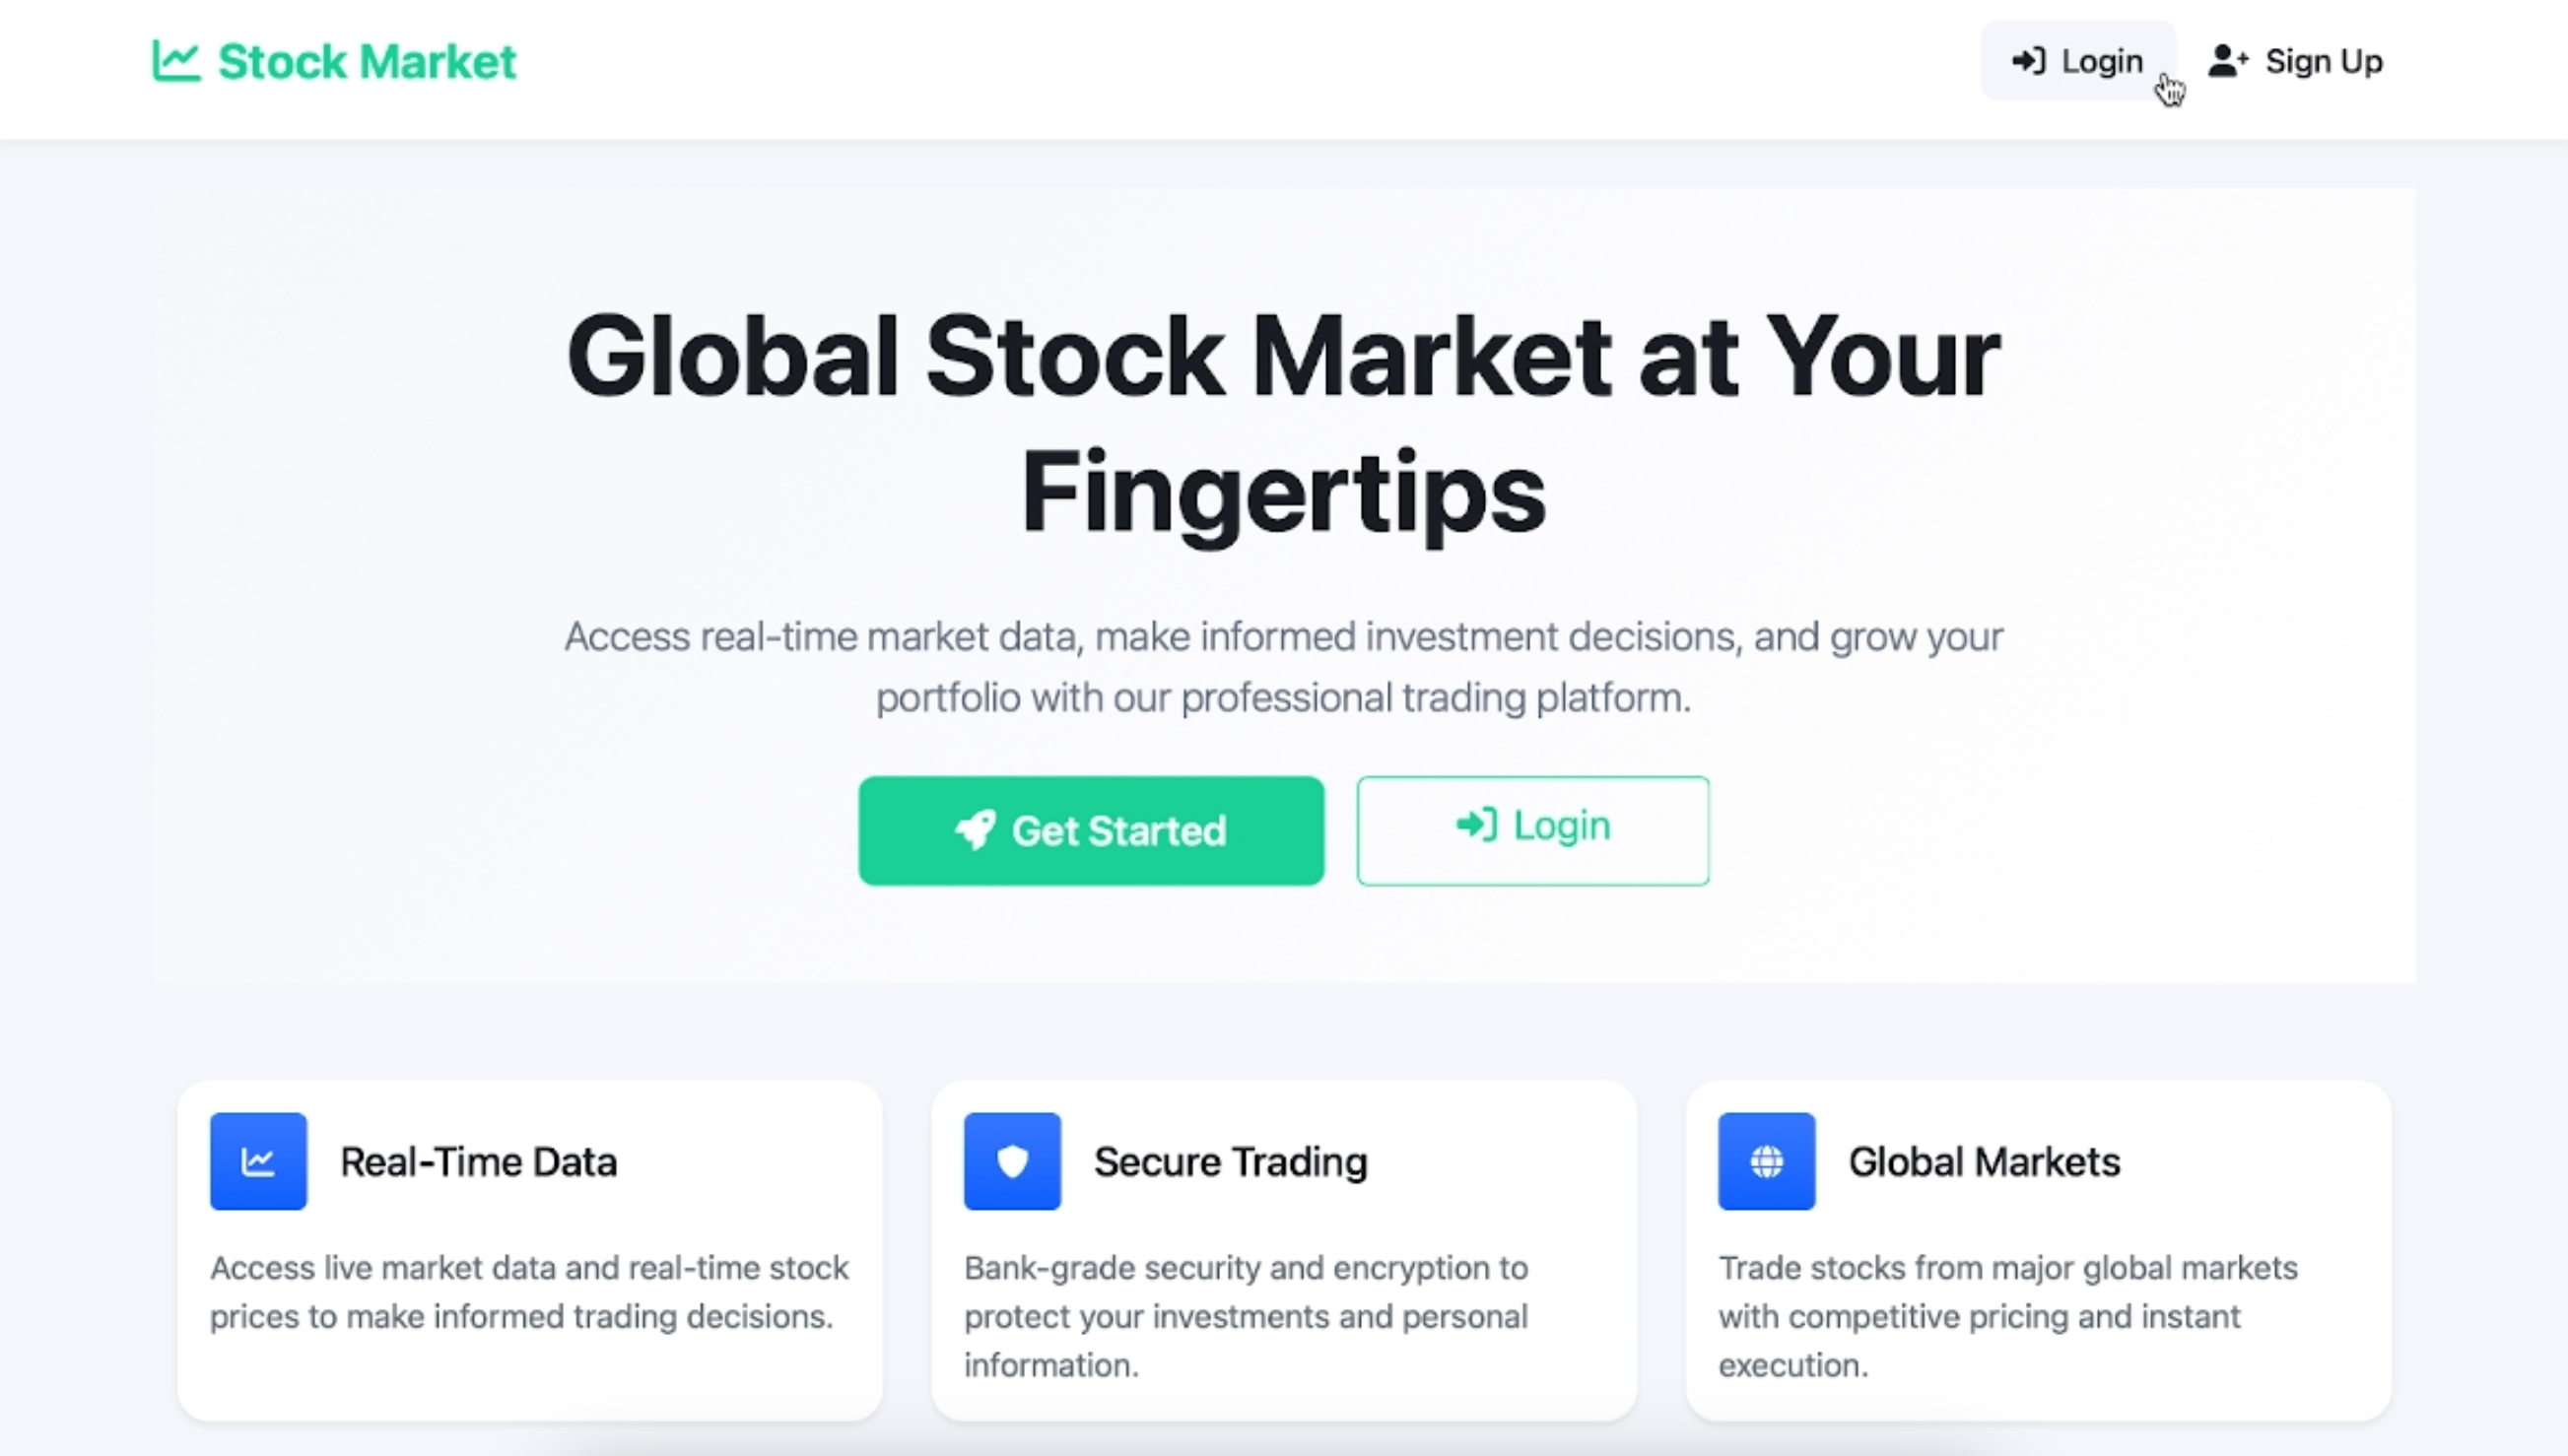 Stock Market
Login
Sign Up
Global Stock Market at Your
Fingertips
Access real-time market data, make informed investment decisions, and grow your
portfolio with our professional trading platform.
Get Started
Login
Real-Time Data
Access live market data and real-time stock
prices to make informed trading decisions.
Secure Trading
Bank-grade security and encryption to
protect your investments and personal
information.
Global Markets
Trade stocks from major global markets
with competitive pricing and instant
execution.